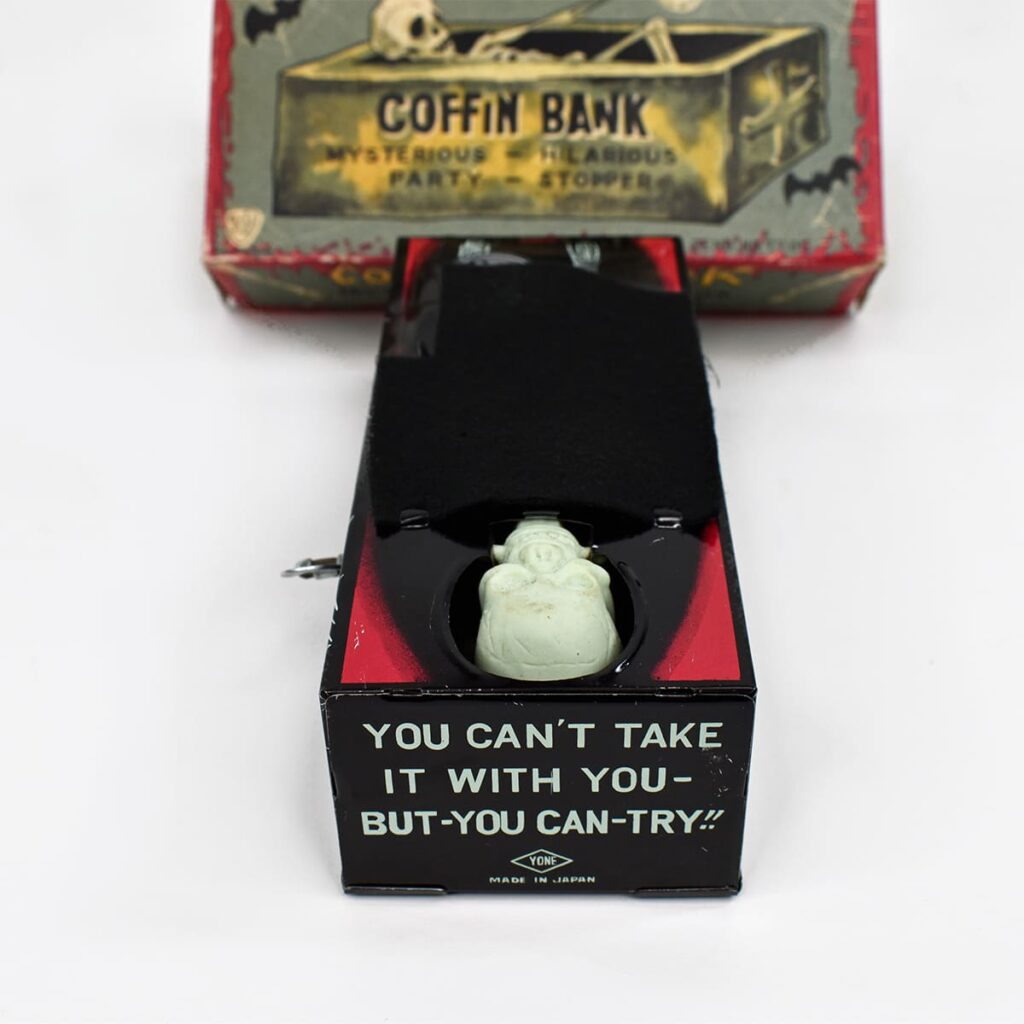 COFFIN BANK
MYSTERIOUS – HILARIOUS
PARTY – STOPPER
YOU CAN'T TAKE
IT WITH YOU-
BUT-YOU CAN-TRY!!
YONE
MADE IN JAPAN